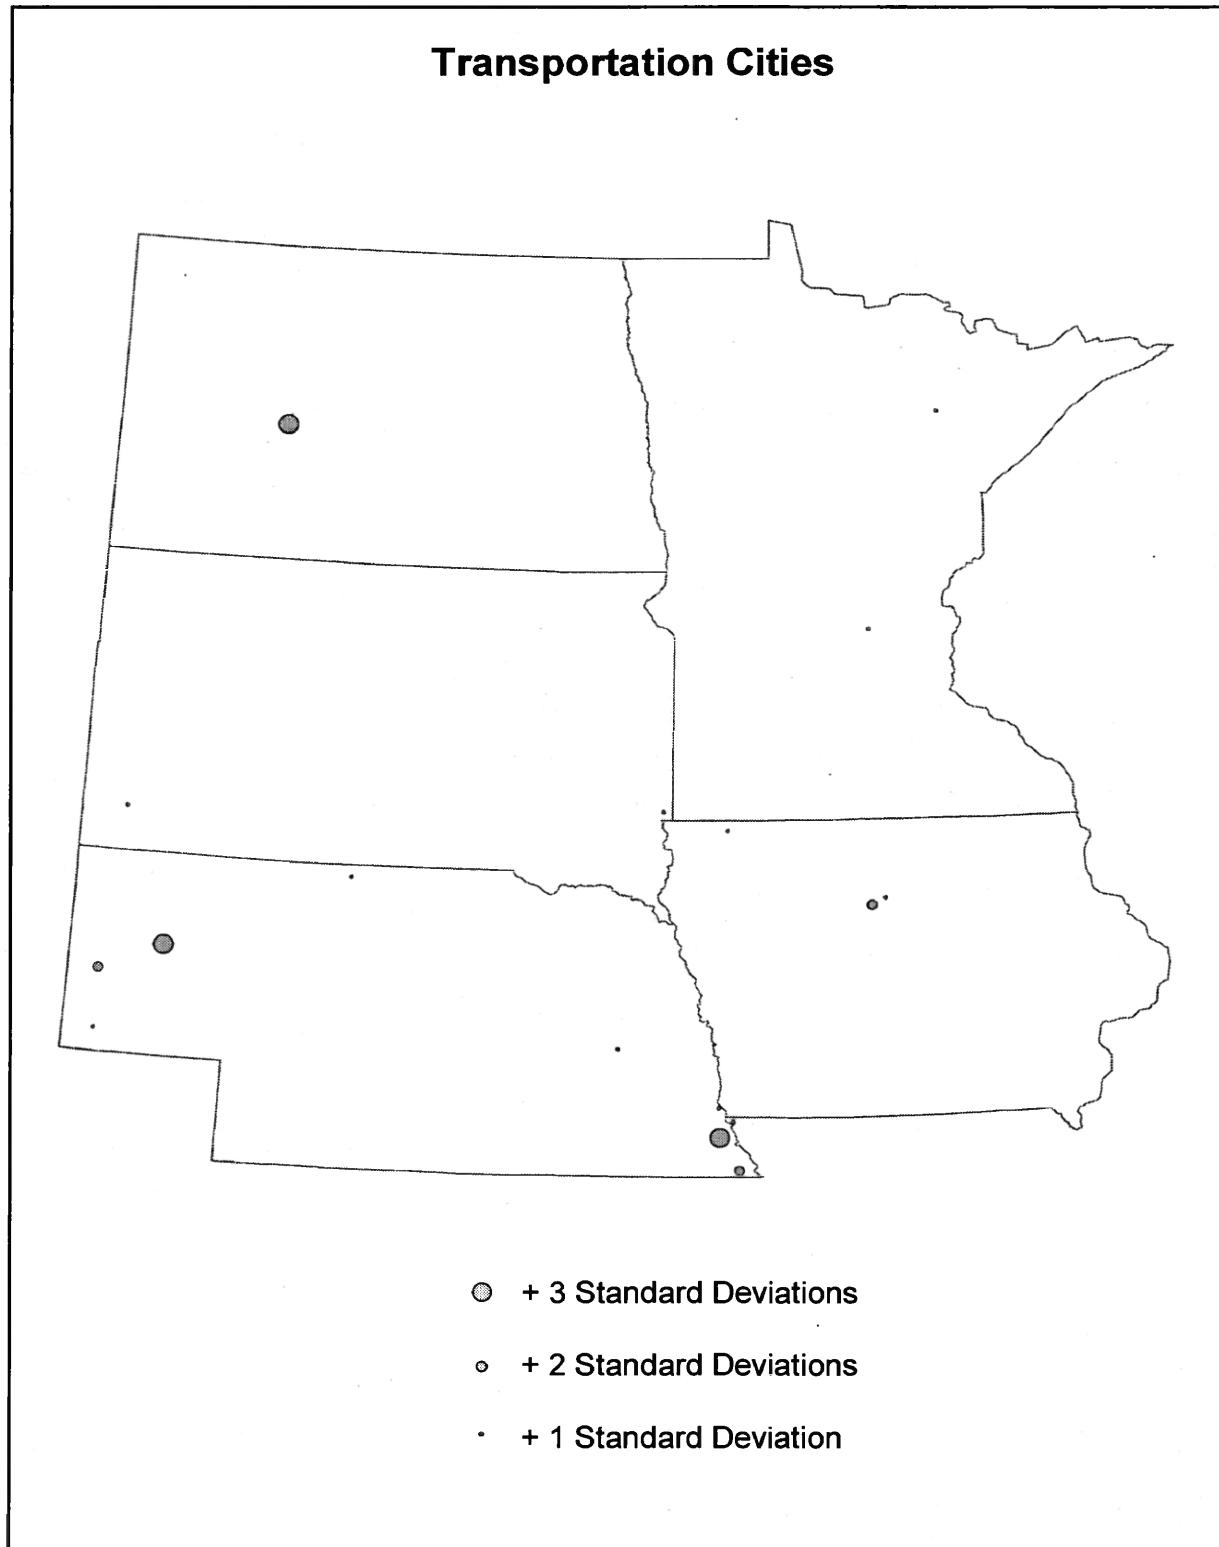 Transportation Cities
+ 3 Standard Deviations
+ 2 Standard Deviations
+ 1 Standard Deviation